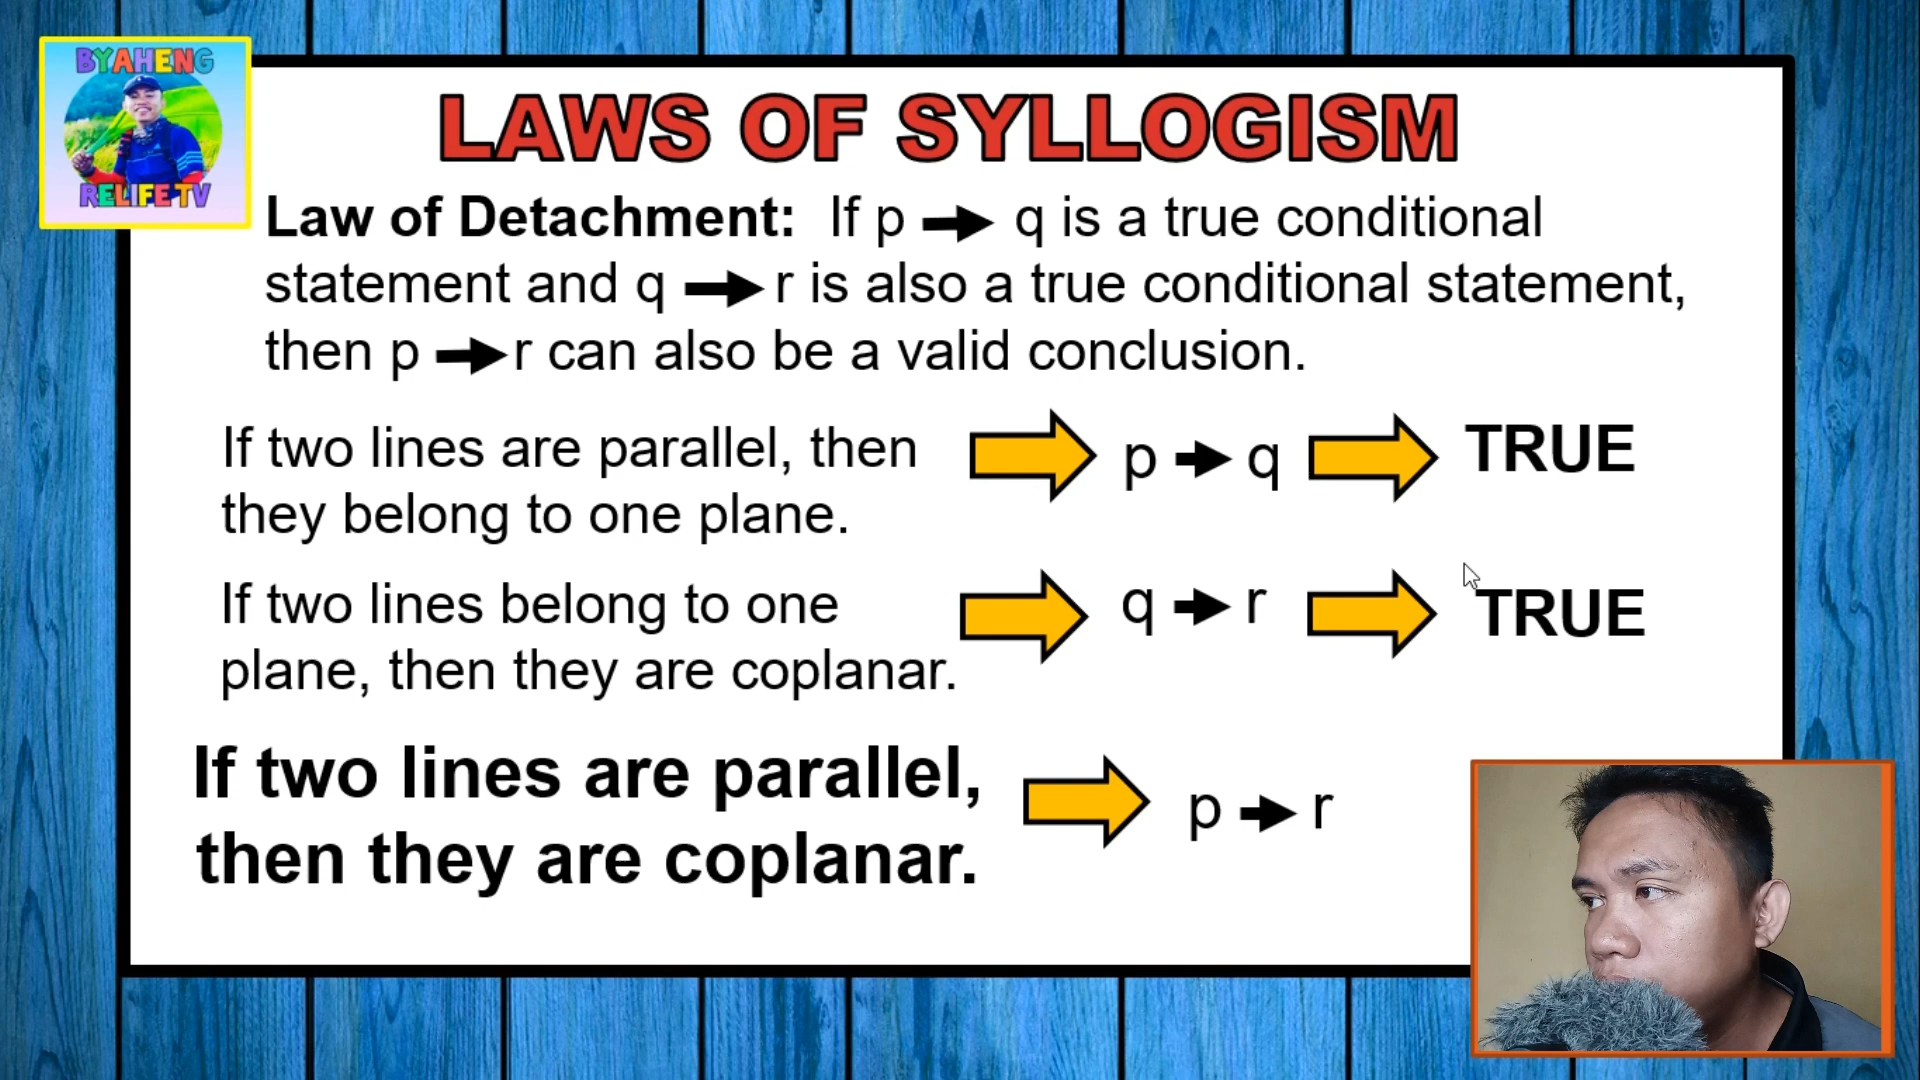 BYAHENG
RELIFE TV
LAWS OF SYLLOGISM
Law of Detachment: If p → q is a true conditional
statement and q → r is also a true conditional statement,
then p → r can also be a valid conclusion.
If two lines are parallel, then
they belong to one plane.
p → q
TRUE
If two lines belong to one
plane, then they are coplanar.
q → r
TRUE
If two lines are parallel,
then they are coplanar.
p → r